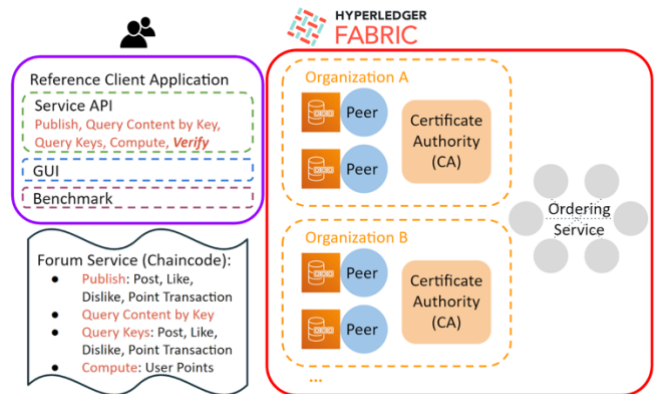 HYPERLEDGER
FABRIC
Reference Client Application
Service API
Publish, Query Content by Key,
Query Keys, Compute, Verify
GUI
Benchmark
Forum Service (Chaincode):
● Publish: Post, Like,
Dislike, Point Transaction
● Query Content by Key
● Query Keys: Post, Like,
Dislike, Point Transaction
● Compute: User Points
Organization A
Peer
Peer
Certificate
Authority
(CA)
Organization B
Peer
Peer
Certificate
Authority
(CA)
...
Ordering
Service